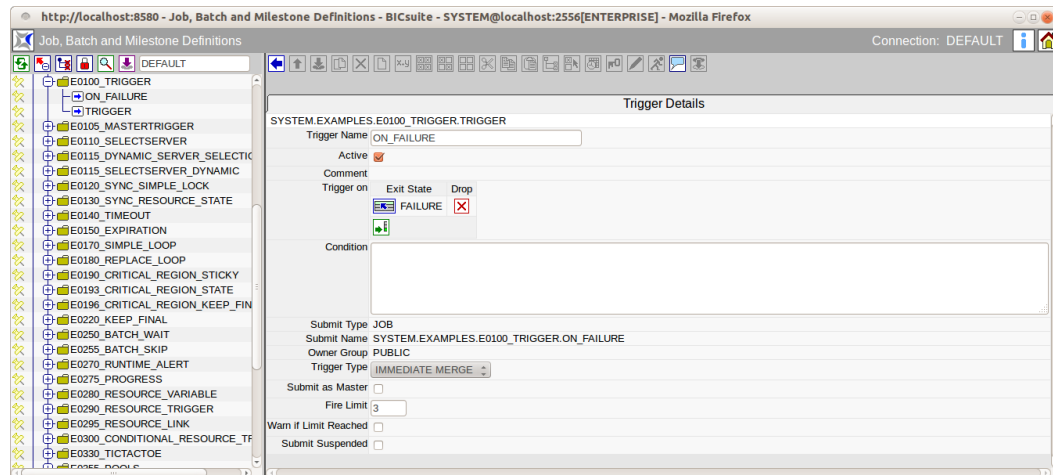 http://localhost:8580 - Job, Batch and Milestone Definitions - BICsuite - SYSTEM@localhost:2556[ENTERPRISE] - Mozilla Firefox
Job, Batch and Milestone Definitions
Connection: DEFAULT
DEFAULT
E0100_TRIGGER
ON_FAILURE
TRIGGER
E0105_MASTERTRIGGER
E0110_SELECTSERVER
E0115_DYNAMIC_SERVER_SELECTIO
E0115_SELECTSERVER_DYNAMIC
E0120_SYNC_SIMPLE_LOCK
E0130_SYNC_RESOURCE_STATE
E0140_TIMEOUT
E0150_EXPIRATION
E0170_SIMPLE_LOOP
E0180_REPLACE_LOOP
E0190_CRITICAL_REGION_STICKY
E0193_CRITICAL_REGION_STATE
E0196_CRITICAL_REGION_KEEP_FIN
E0220_KEEP_FINAL
E0250_BATCH_WAIT
E0255_BATCH_SKIP
E0270_RUNTIME_ALERT
E0275_PROGRESS
E0280_RESOURCE_VARIABLE
E0290_RESOURCE_TRIGGER
E0295_RESOURCE_LINK
E0300_CONDITIONAL_RESOURCE_TR
E0330_TICTACTOE
Trigger Details
SYSTEM.EXAMPLES.E0100_TRIGGER.TRIGGER
Trigger Name ON_FAILURE
Active
Comment
Trigger on Exit State Drop
FAILURE
Condition
Submit Type JOB
Submit Name SYSTEM.EXAMPLES.E0100_TRIGGER.ON_FAILURE
Owner Group PUBLIC
Trigger Type IMMEDIATE MERGE
Submit as Master
Fire Limit 3
Warn if Limit Reached
Submit Suspended